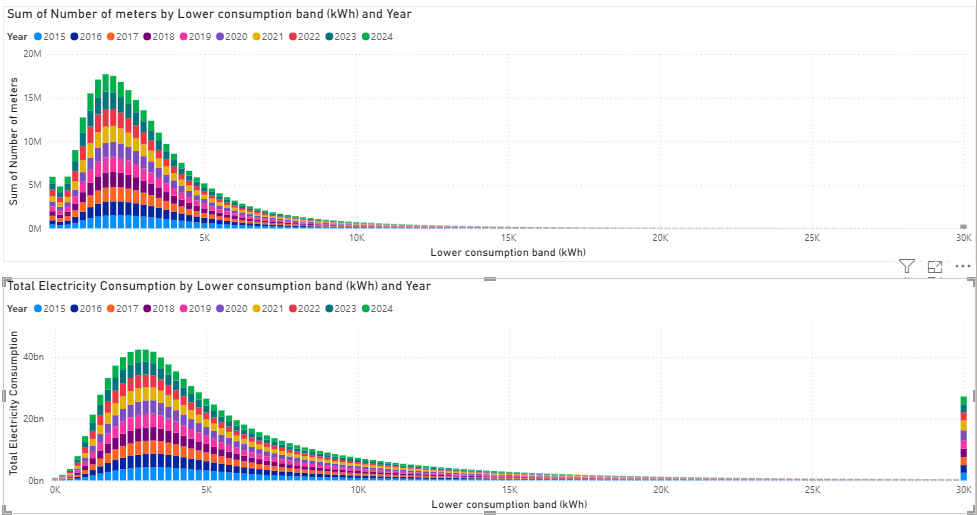 Sum of Number of meters by Lower consumption band (kWh) and Year
Year 2015 2016 2017 2018 2019 2020 2021 2022 2023 2024
20M
15M
10M
5M
0M
Sum of Number of meters
5K 10K 15K 20K 25K 30K
Lower consumption band (kWh)
Total Electricity Consumption by Lower consumption band (kWh) and Year
Year 2015 2016 2017 2018 2019 2020 2021 2022 2023 2024
40bn
20bn
0bn
Total Electricity Consumption
0K 5K 10K 15K 20K 25K 30K
Lower consumption band (kWh)